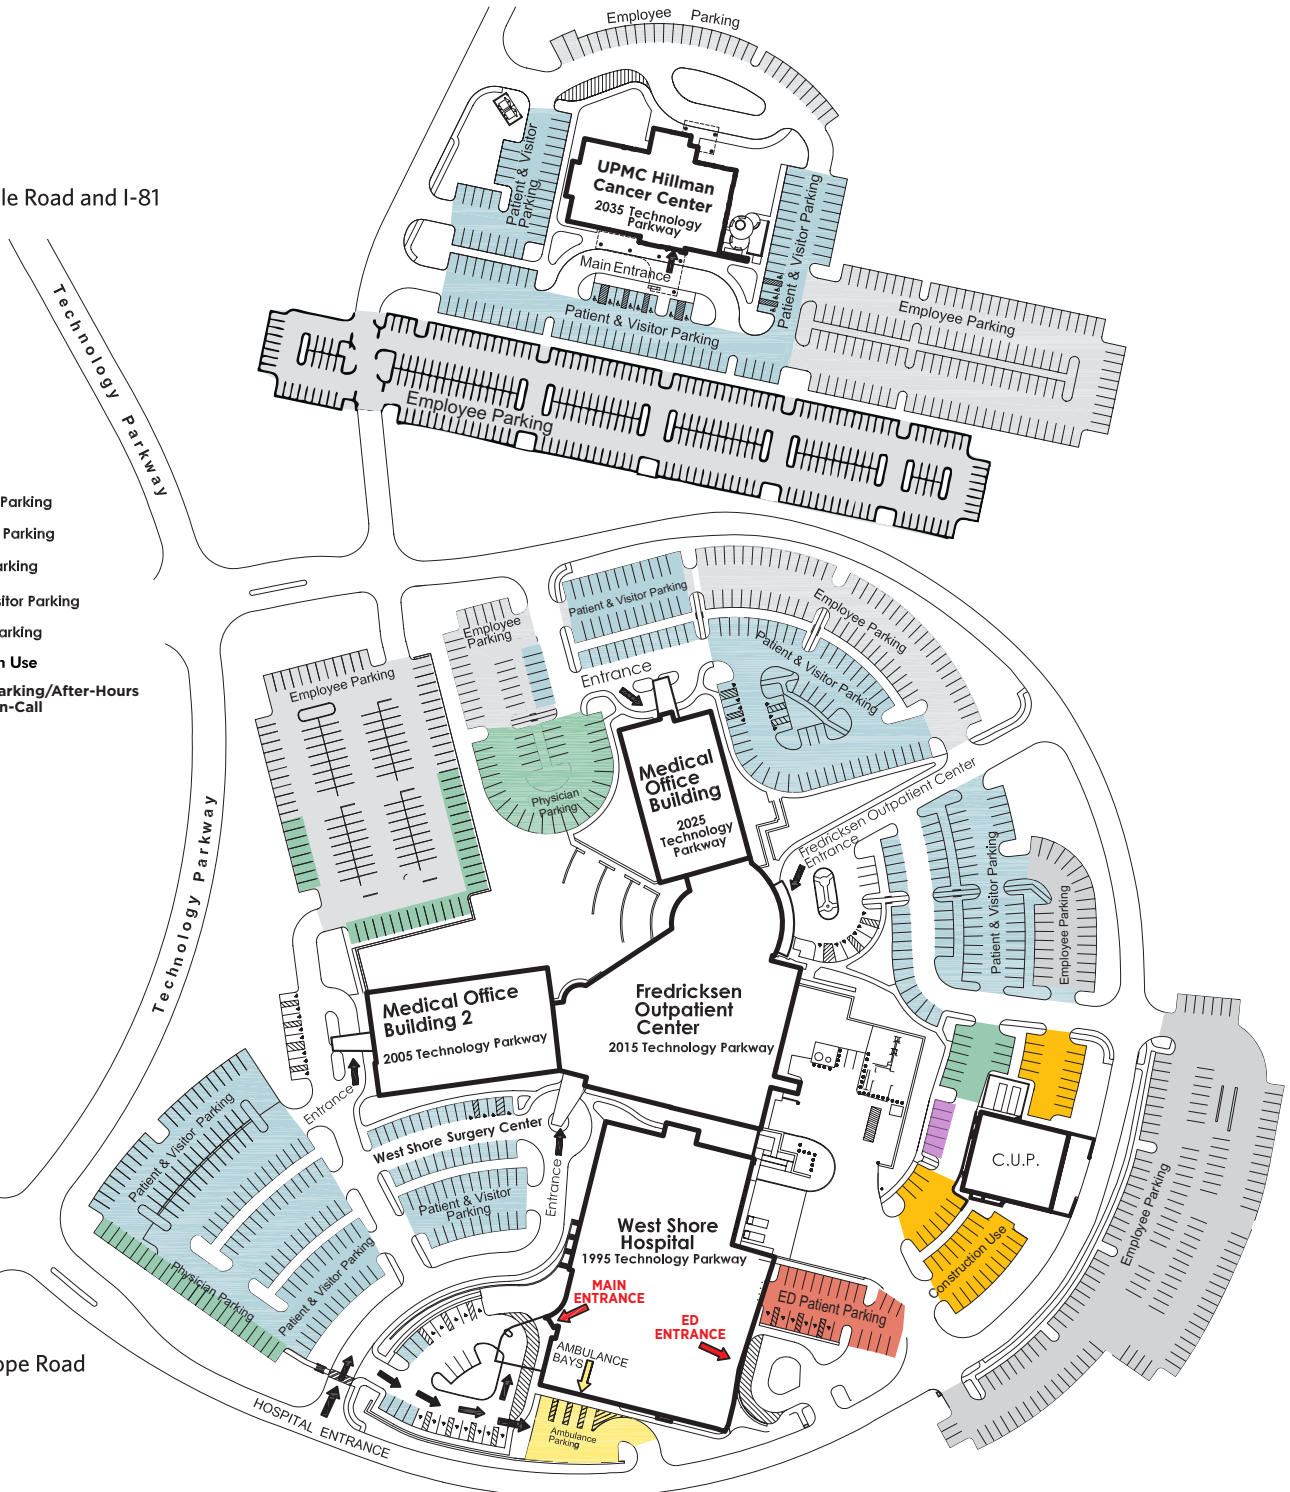 Employee Parking
Patient & Visitor
Parking
UPMC Hillman
Cancer Center
2035 Technology
Parkway
Patient & Visitor Parking
le Road and I-81
Main Entrance
Patient & Visitor Parking
Employee Parking
Technology Parkway
Employee Parking
Parking
Parking
arking
sitor Parking
arking
n Use
arking/After-Hours
n-Call
Patient & Visitor Parking
Employee Parking
Employee
Parking
Patient & Visitor Parking
Entrance
Employee Parking
Medical
Office
Building
2025
Technology
Parkway
Physician
Parking
Fredricksen Outpatient Center
Fredricksen Outpatient
Entrance
Technology Parkway
Patient & Visitor Parking
Employee Parking
Medical Office
Building 2
2005 Technology Parkway
Fredricksen
Outpatient
Center
2015 Technology Parkway
Entrance
Patient & Visitor Parking
West Shore Surgery Center
Patient & Visitor
Parking
Entrance
C.U.P.
Employee Parking
West Shore
Hospital
1995 Technology Parkway
Construction Use
Physician Parking
Patient & Visitor Parking
MAIN
ENTRANCE
ED
ENTRANCE
ED Patient Parking
AMBULANCE
BAYS
ope Road
HOSPITAL ENTRANCE
Ambulance
Parking